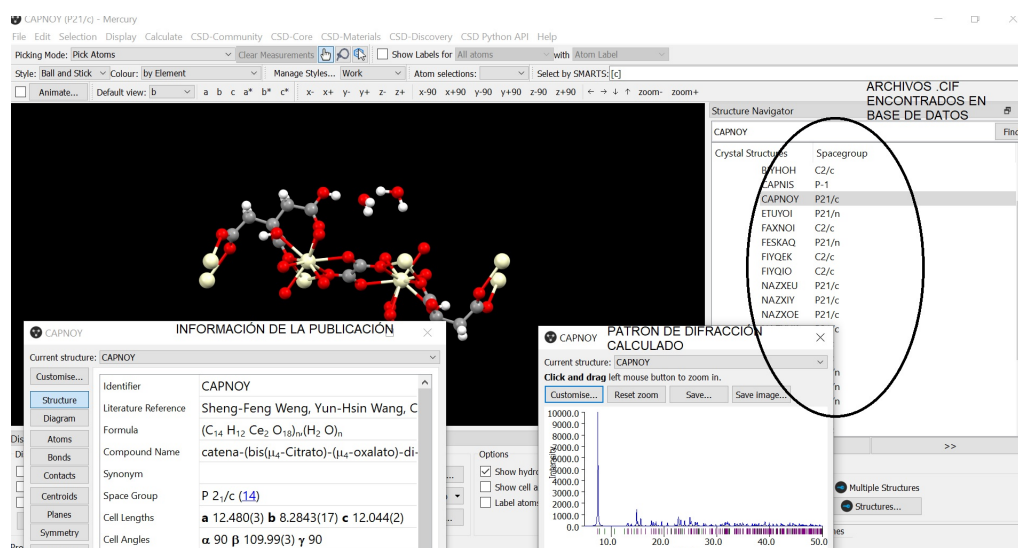 CAPNOY (P21/c) - Mercury
File Edit Selection Display Calculate CSD-Community CSD-Core CSD-Materials CSD-Discovery CSD Python API Help
Picking Mode: Pick Atoms Clear Measurements Show Labels for All atoms with Atom Label
Style: Ball and Stick Colour: by Element Manage Styles... Work Atom selections: Select by SMARTS: [c]
Animate... Default view: b a b c a* b* c* x- x+ y- y+ z- z+ x-90 x+90 y-90 y+90 z-90 z+90 ← → ↓ ↑ zoom- zoom+
ARCHIVOS .CIF
ENCONTRADOS EN
BASE DE DATOS
Structure Navigator
CAPNOY Find
Crystal Structures Spacegroup
BIYHOH C2/c
CAPNIS P-1
CAPNOY P21/c
ETUYOI P21/n
FAXNOI C2/c
FESKAQ P21/n
FIYQEK C2/c
FIYQIO C2/c
NAZXEU P21/c
NAZXIY P21/c
NAZXOE P21/c
>>
Multiple Structures
Structures...
INFORMACIÓN DE LA PUBLICACIÓN
CAPNOY
Current structure: CAPNOY
Customise...
Structure
Diagram
Atoms
Bonds
Contacts
Centroids
Planes
Symmetry
Identifier CAPNOY
Literature Reference Sheng-Feng Weng, Yun-Hsin Wang, C
Formula (C14 H12 Ce2 O18)n,(H2 O)n
Compound Name catena-(bis(μ4-Citrato)-(μ4-oxalato)-di-
Synonym
Space Group P 21/c (14)
Cell Lengths a 12.480(3) b 8.2843(17) c 12.044(2)
Cell Angles α 90 β 109.99(3) γ 90
Options
Show hydro
Show cell a
Label atoms
PATRÓN DE DIFRACCIÓN
CALCULADO
CAPNOY
Current structure: CAPNOY
Click and drag left mouse button to zoom in.
Customise... Reset zoom Save... Save image...
Intensity
10000.0
9000.0
8000.0
7000.0
6000.0
5000.0
4000.0
3000.0
2000.0
1000.0
0.0
10.0 20.0 30.0 40.0 50.0